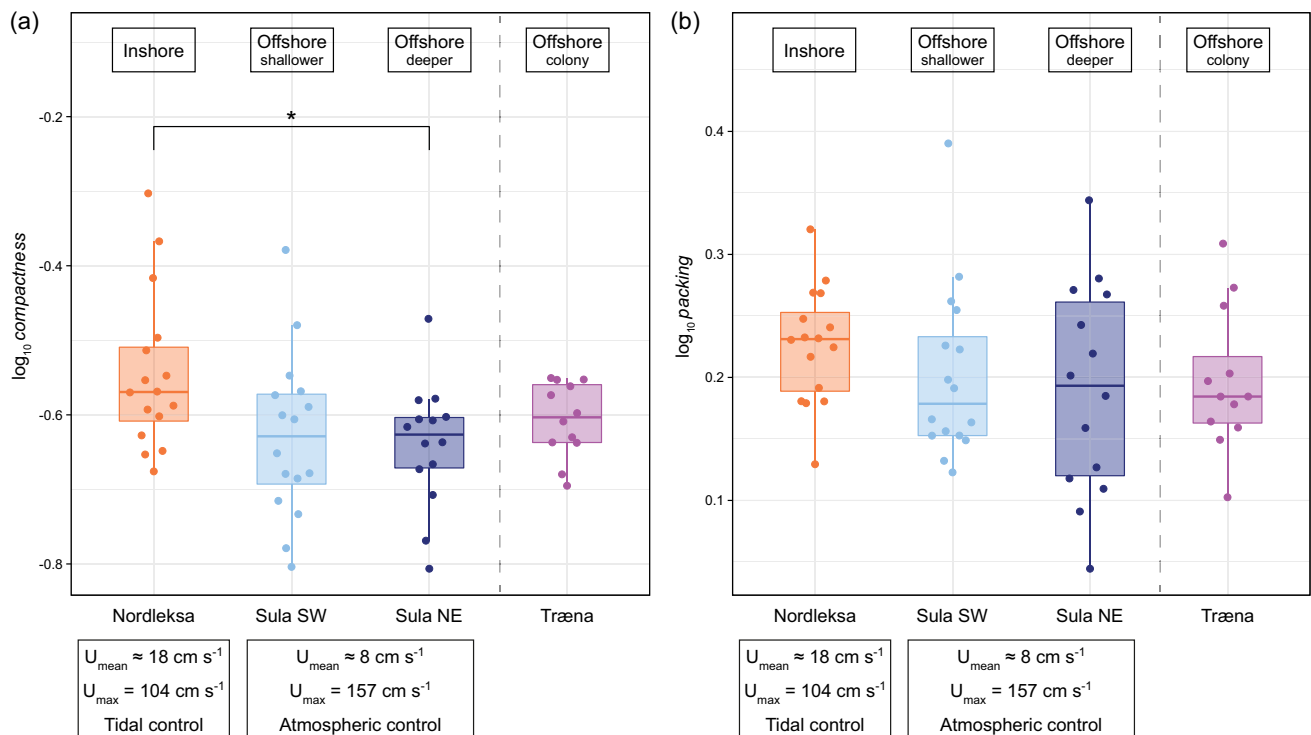 (a)
Inshore
Offshore
shallower
Offshore
deeper
Offshore
colony
*
-0.2
-0.4
-0.6
-0.8
log₁₀ compactness
Nordleksa
Sula SW
Sula NE
Træna
Uₘₑₐₙ ≈ 18 cm s⁻¹
Uₘₐₓ = 104 cm s⁻¹
Tidal control
Uₘₑₐₙ ≈ 8 cm s⁻¹
Uₘₐₓ = 157 cm s⁻¹
Atmospheric control
(b)
Inshore
Offshore
shallower
Offshore
deeper
Offshore
colony
0.4
0.3
0.2
0.1
log₁₀ packing
Nordleksa
Sula SW
Sula NE
Træna
Uₘₑₐₙ ≈ 18 cm s⁻¹
Uₘₐₓ = 104 cm s⁻¹
Tidal control
Uₘₑₐₙ ≈ 8 cm s⁻¹
Uₘₐₓ = 157 cm s⁻¹
Atmospheric control